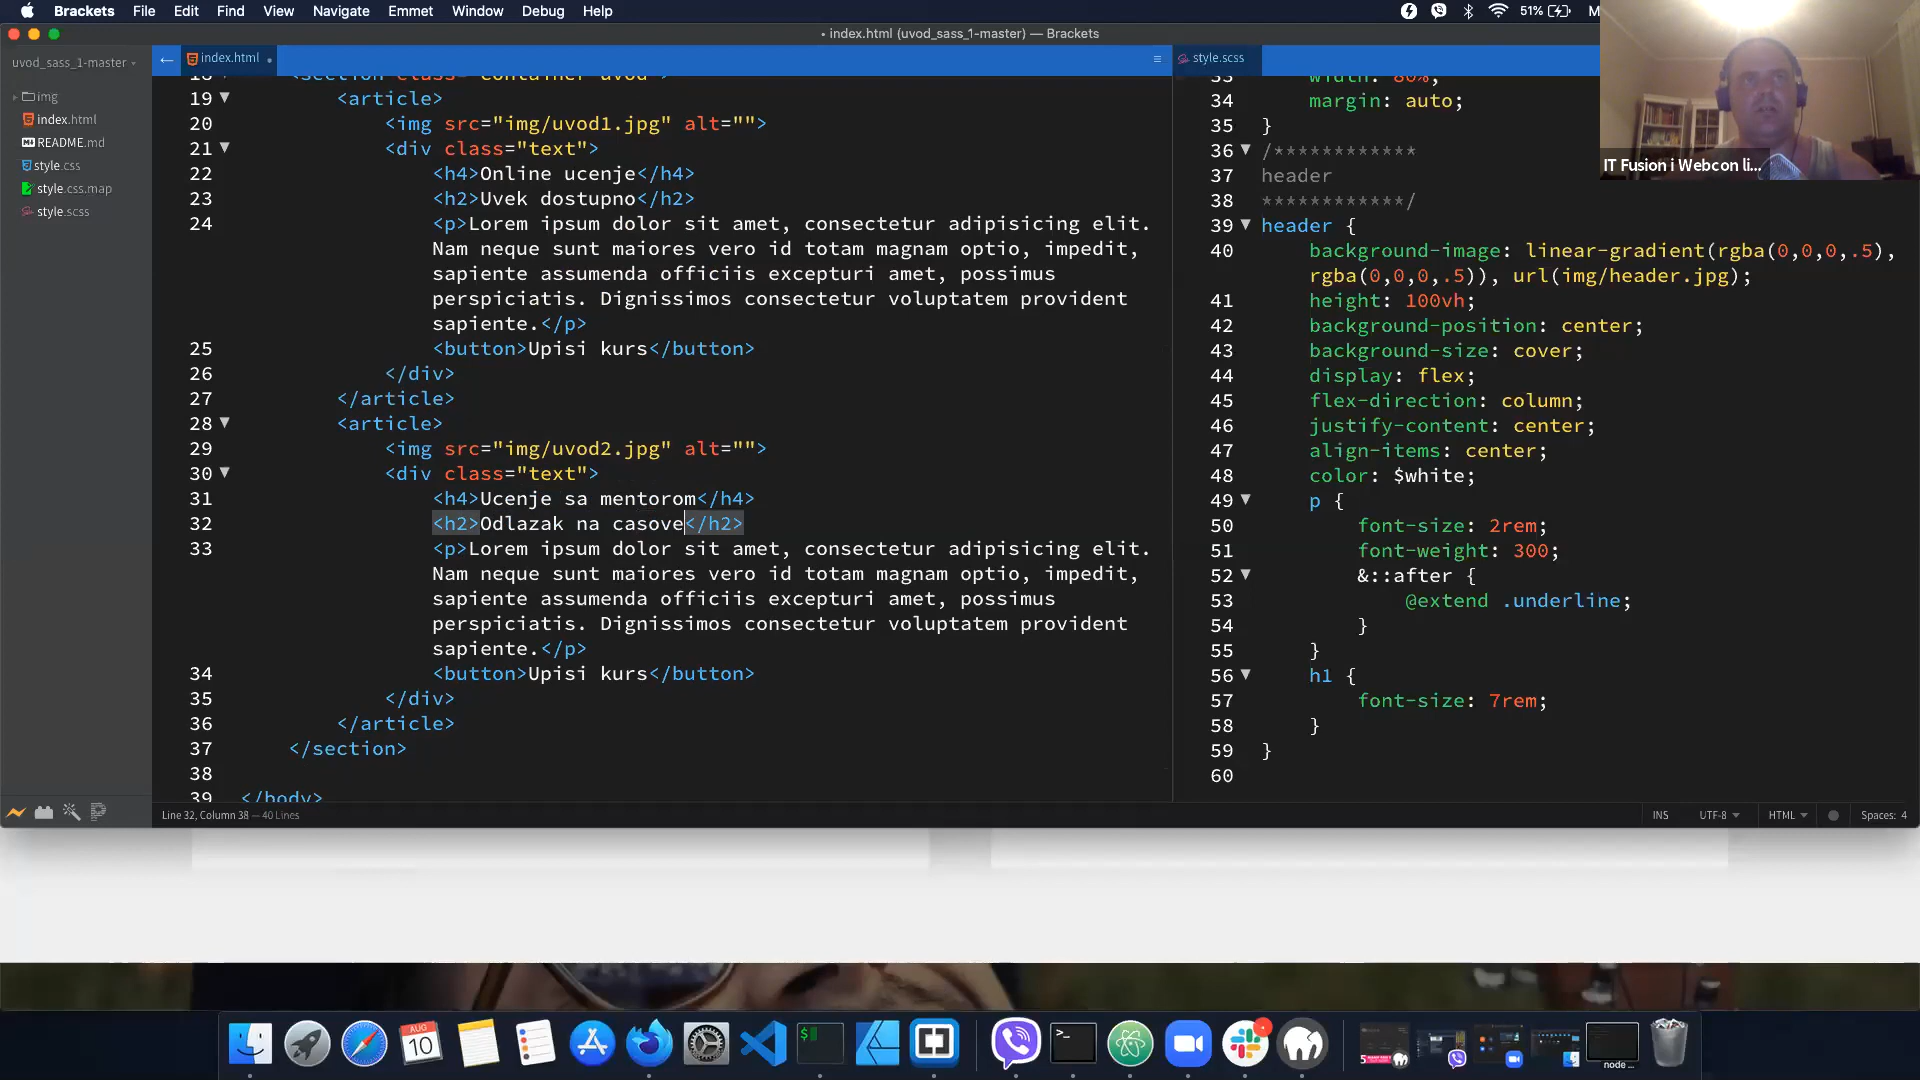 Brackets File Edit Find View Navigate Emmet Window Debug Help 51%
• index.html (uvod_sass_1-master) — Brackets
uvod_sass_1-master
index.html •
style.scss
img
index.html
README.md
style.css
style.css.map
style.scss
18 <section class="container uvod">
19 <article>
20 <img src="img/uvod1.jpg" alt="">
21 <div class="text">
22 <h4>Online ucenje</h4>
23 <h2>Uvek dostupno</h2>
24 <p>Lorem ipsum dolor sit amet, consectetur adipisicing elit.
Nam neque sunt maiores vero id totam magnam optio, impedit,
sapiente assumenda officiis excepturi amet, possimus
perspiciatis. Dignissimos consectetur voluptatem provident
sapiente.</p>
25 <button>Upisi kurs</button>
26 </div>
27 </article>
28 <article>
29 <img src="img/uvod2.jpg" alt="">
30 <div class="text">
31 <h4>Ucenje sa mentorom</h4>
32 <h2>Odlazak na casove</h2>
33 <p>Lorem ipsum dolor sit amet, consectetur adipisicing elit.
Nam neque sunt maiores vero id totam magnam optio, impedit,
sapiente assumenda officiis excepturi amet, possimus
perspiciatis. Dignissimos consectetur voluptatem provident
sapiente.</p>
34 <button>Upisi kurs</button>
35 </div>
36 </article>
37 </section>
38
39 </body>
33 width: 80%;
34 margin: auto;
35 }
36 /************
37 header
38 ************/
39 header {
40 background-image: linear-gradient(rgba(0,0,0,.5),
rgba(0,0,0,.5)), url(img/header.jpg);
41 height: 100vh;
42 background-position: center;
43 background-size: cover;
44 display: flex;
45 flex-direction: column;
46 justify-content: center;
47 align-items: center;
48 color: $white;
49 p {
50 font-size: 2rem;
51 font-weight: 300;
52 &::after {
53 @extend .underline;
54 }
55 }
56 h1 {
57 font-size: 7rem;
58 }
59 }
60
IT Fusion i Webcon li...
Line 32, Column 38 — 40 Lines
INS UTF-8 HTML Spaces: 4
AUG
10
node ...